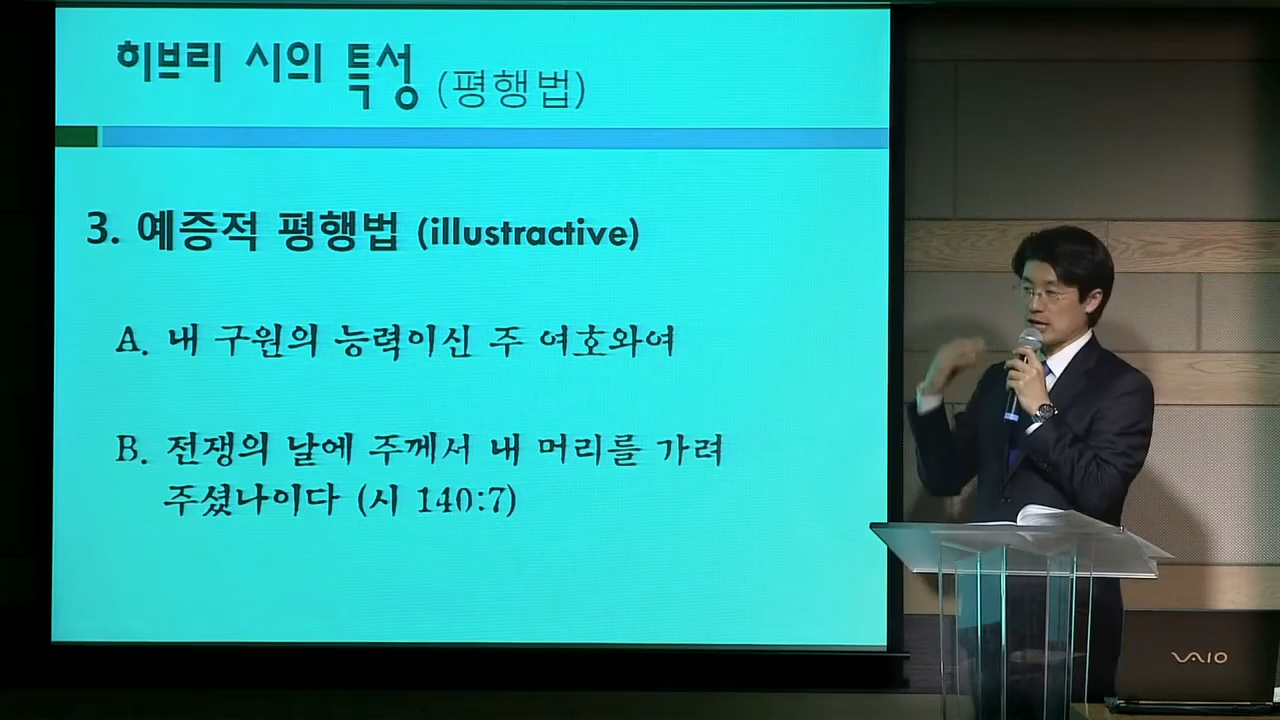 히브리 시의 특성 (평행법)
3. 예증적 평행법 (illustractive)
A. 내 구원의 능력이신 주 여호와여
B. 전쟁의 날에 주께서 내 머리를 가려
주셨나이다 (시 140:7)
VAIO